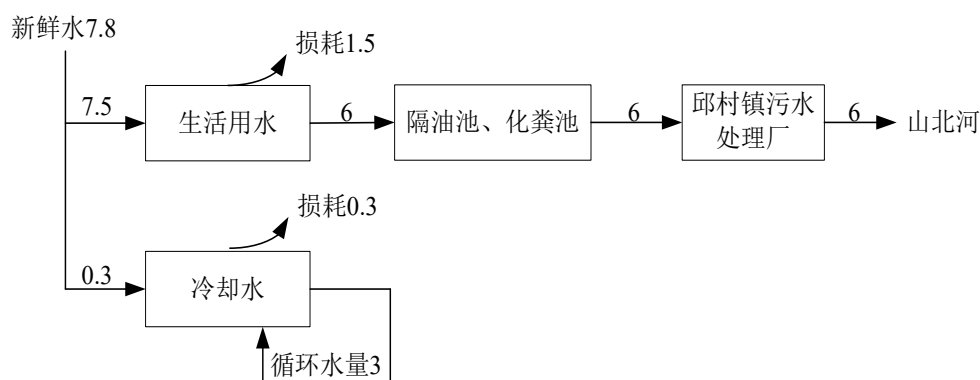 新鲜水7.8
损耗1.5
7.5
生活用水
6
隔油池、化粪池
6
邱村镇污水
处理厂
6
山北河
损耗0.3
0.3
冷却水
循环水量3